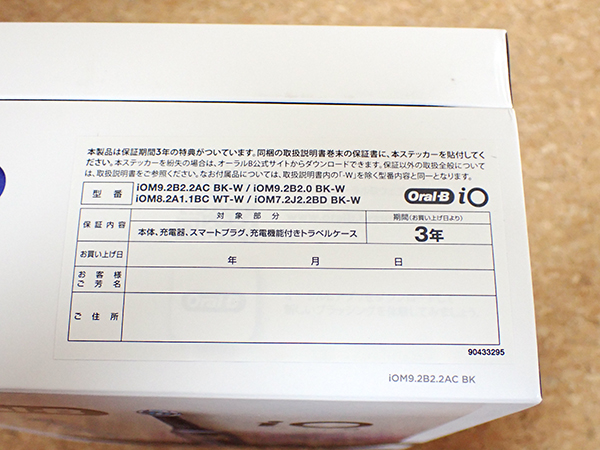 本製品は保証期間3年の特典がついています。同梱の取扱説明書巻末の保証書に、本ステッカーを貼付してく
ださい。本ステッカーを紛失の場合は、オーラルB公式サイトからダウンロードできます。保証以外の取扱全般について
は、取扱説明書をご参照ください。なお付属品については、取扱説明書内の「-W」を除く型番内容と同一となります。
型番 iOM9.2B2.2AC BK-W / iOM9.2B2.0 BK-W
iOM8.2A1.1BC WT-W / iOM7.2J2.2BD BK-W
Oral-B iO
保証内容 対象部分 期間(お買い上げ日より)
本体、充電器、スマートプラグ、充電機能付きトラベルケース 3年
お買い上げ日 年 月 日
お客様
ご芳名
ご住所
90433295
iOM9.2B2.2AC BK
iO